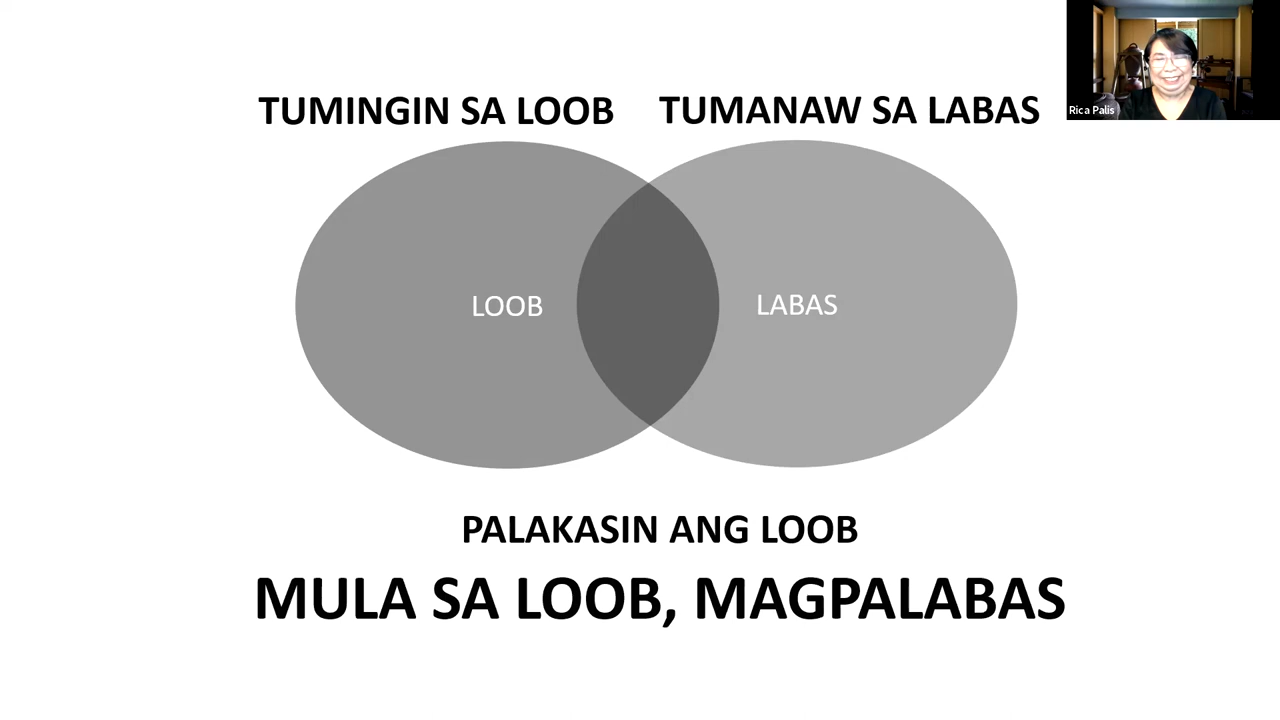 TUMINGIN SA LOOB
TUMANAW SA LABAS
Rica Palis
LOOB
LABAS
PALAKASIN ANG LOOB
MULA SA LOOB, MAGPALABAS